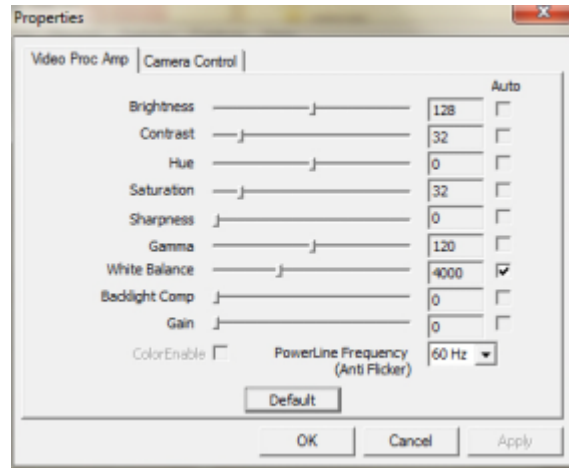 Properties
Video Proc Amp Camera Control
Auto
Brightness 128
Contrast 32
Hue 0
Saturation 32
Sharpness 0
Gamma 120
White Balance 4000
Backlight Comp 0
Gain 0
ColorEnable PowerLine Frequency 60 Hz
(Anti Flicker)
Default
OK Cancel Apply